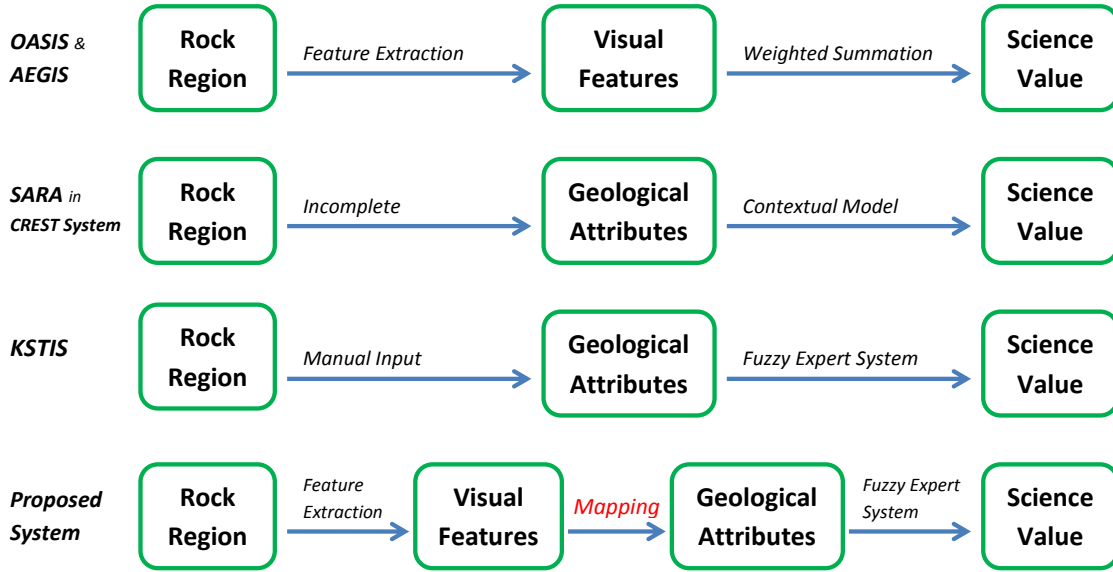 OASIS &
AEGIS
Rock
Region
Feature Extraction
Visual
Features
Weighted Summation
Science
Value
SARA in
CREST System
Rock
Region
Incomplete
Geological
Attributes
Contextual Model
Science
Value
KSTIS
Rock
Region
Manual Input
Geological
Attributes
Fuzzy Expert System
Science
Value
Proposed
System
Rock
Region
Feature
Extraction
Visual
Features
Mapping
Geological
Attributes
Fuzzy Expert
System
Science
Value